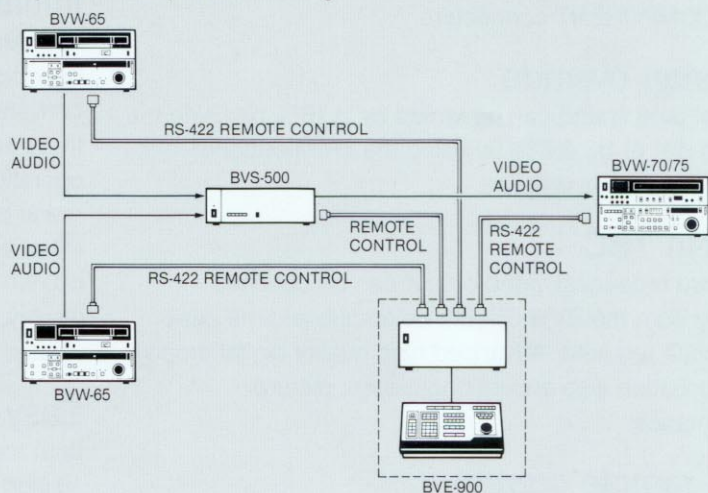 BVW-65
RS-422 REMOTE CONTROL
VIDEO
AUDIO
BVS-500
VIDEO
AUDIO
BVW-70/75
REMOTE
CONTROL
RS-422
REMOTE
CONTROL
VIDEO
AUDIO
RS-422 REMOTE CONTROL
BVW-65
BVE-900